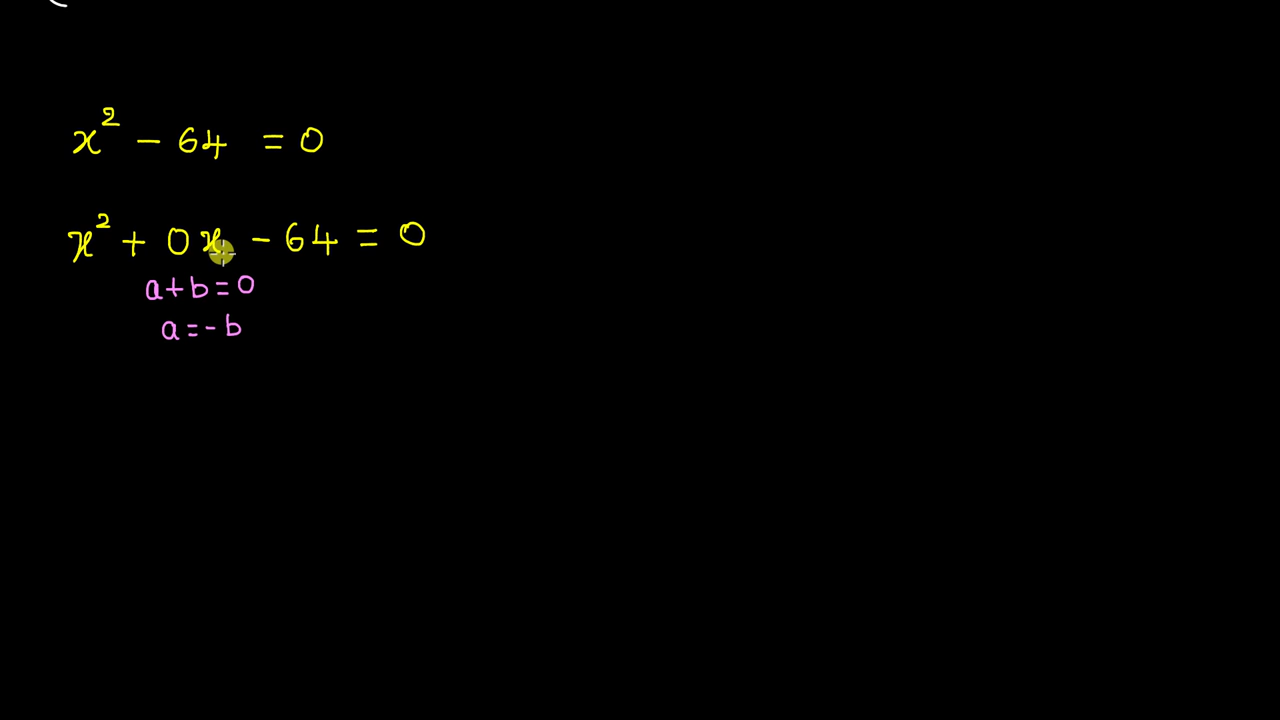 x² - 64 = 0
x² + 0x - 64 = 0
a+b=0
a=-b